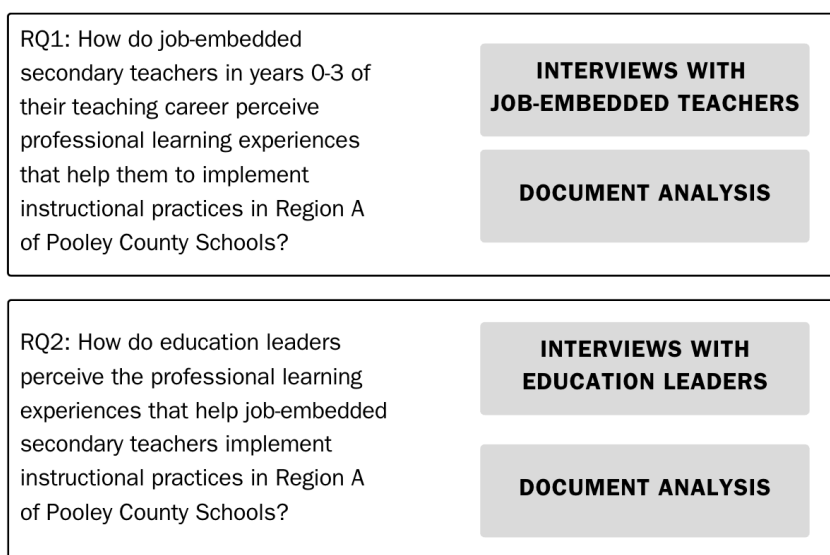 RQ1: How do job-embedded
secondary teachers in years 0-3 of
their teaching career perceive
professional learning experiences
that help them to implement
instructional practices in Region A
of Pooley County Schools?
INTERVIEWS WITH
JOB-EMBEDDED TEACHERS
DOCUMENT ANALYSIS
RQ2: How do education leaders
perceive the professional learning
experiences that help job-embedded
secondary teachers implement
instructional practices in Region A
of Pooley County Schools?
INTERVIEWS WITH
EDUCATION LEADERS
DOCUMENT ANALYSIS